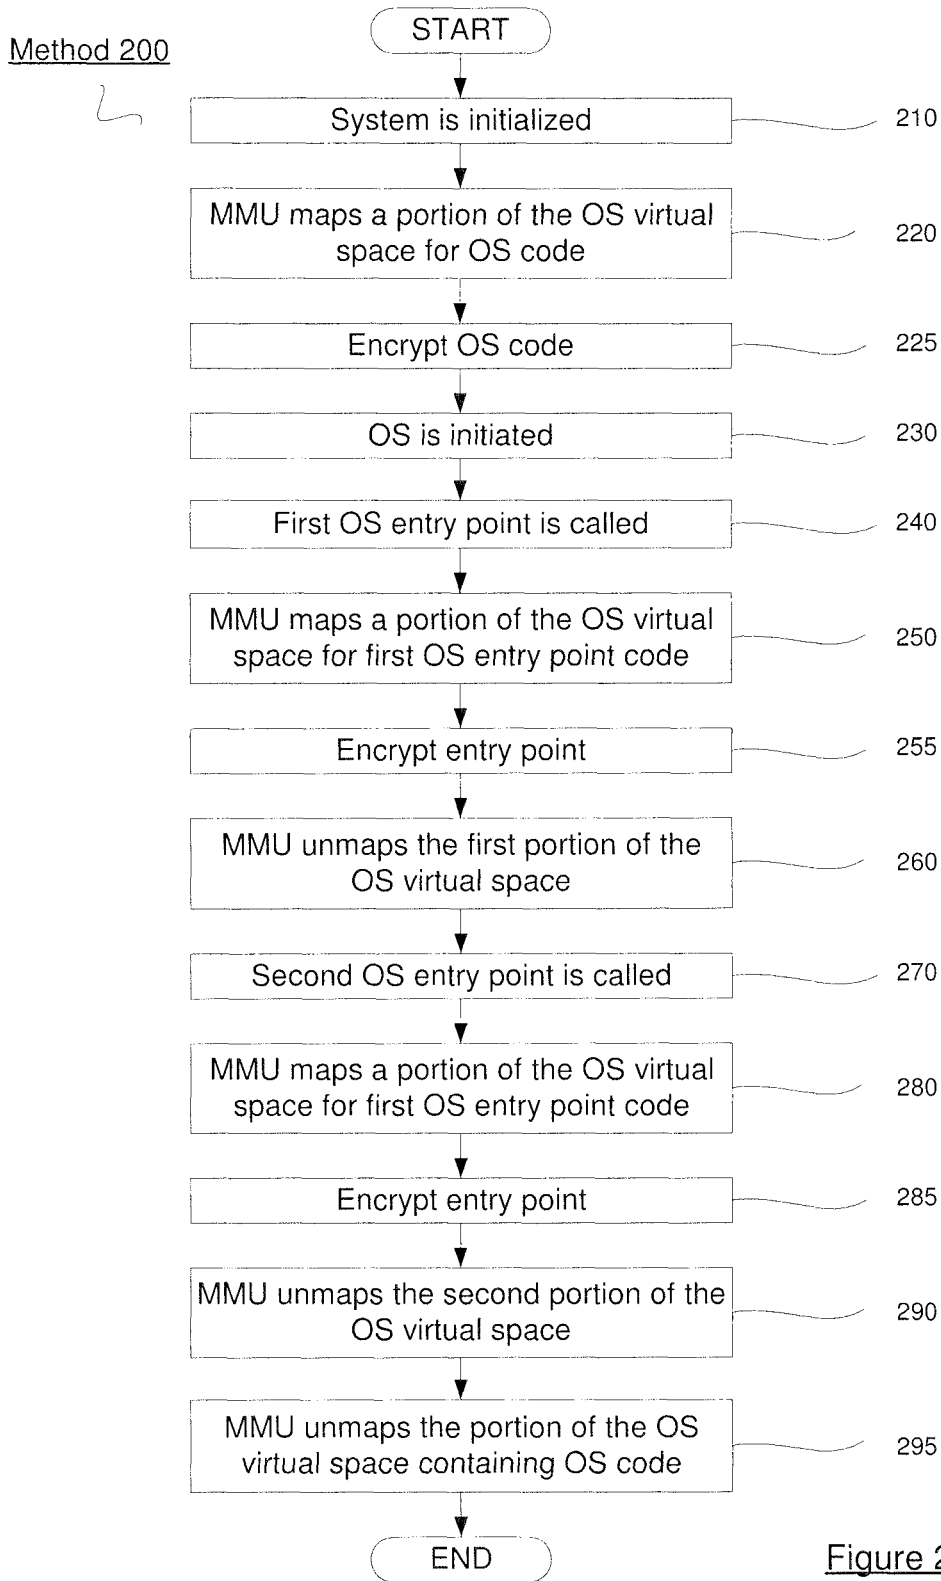 START
Method 200
System is initialized
210
MMU maps a portion of the OS virtual
space for OS code
220
Encrypt OS code
225
OS is initiated
230
First OS entry point is called
240
MMU maps a portion of the OS virtual
space for first OS entry point code
250
Encrypt entry point
255
MMU unmaps the first portion of the
OS virtual space
260
Second OS entry point is called
270
MMU maps a portion of the OS virtual
space for first OS entry point code
280
Encrypt entry point
285
MMU unmaps the second portion of the
OS virtual space
290
MMU unmaps the portion of the OS
virtual space containing OS code
295
END
Figure 2